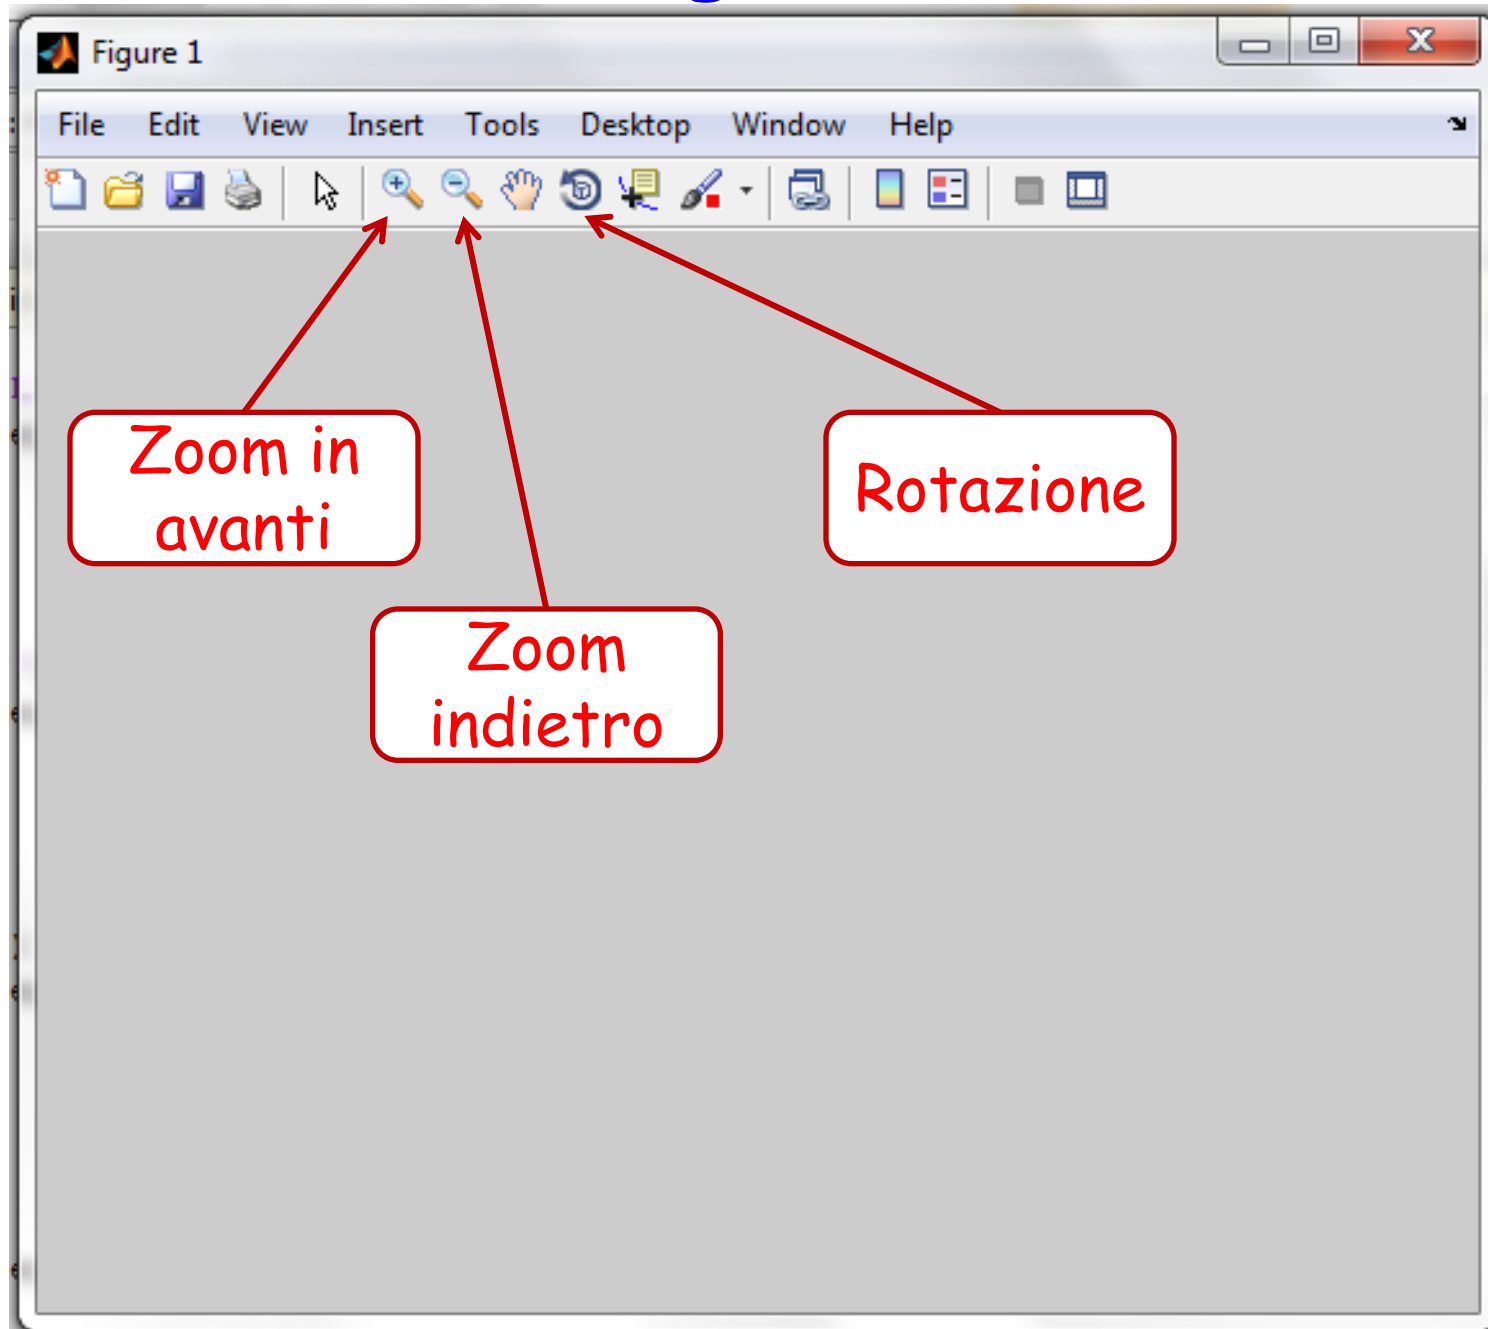 Figure 1
File Edit View Insert Tools Desktop Window Help
Zoom in
avanti
Rotazione
Zoom
indietro